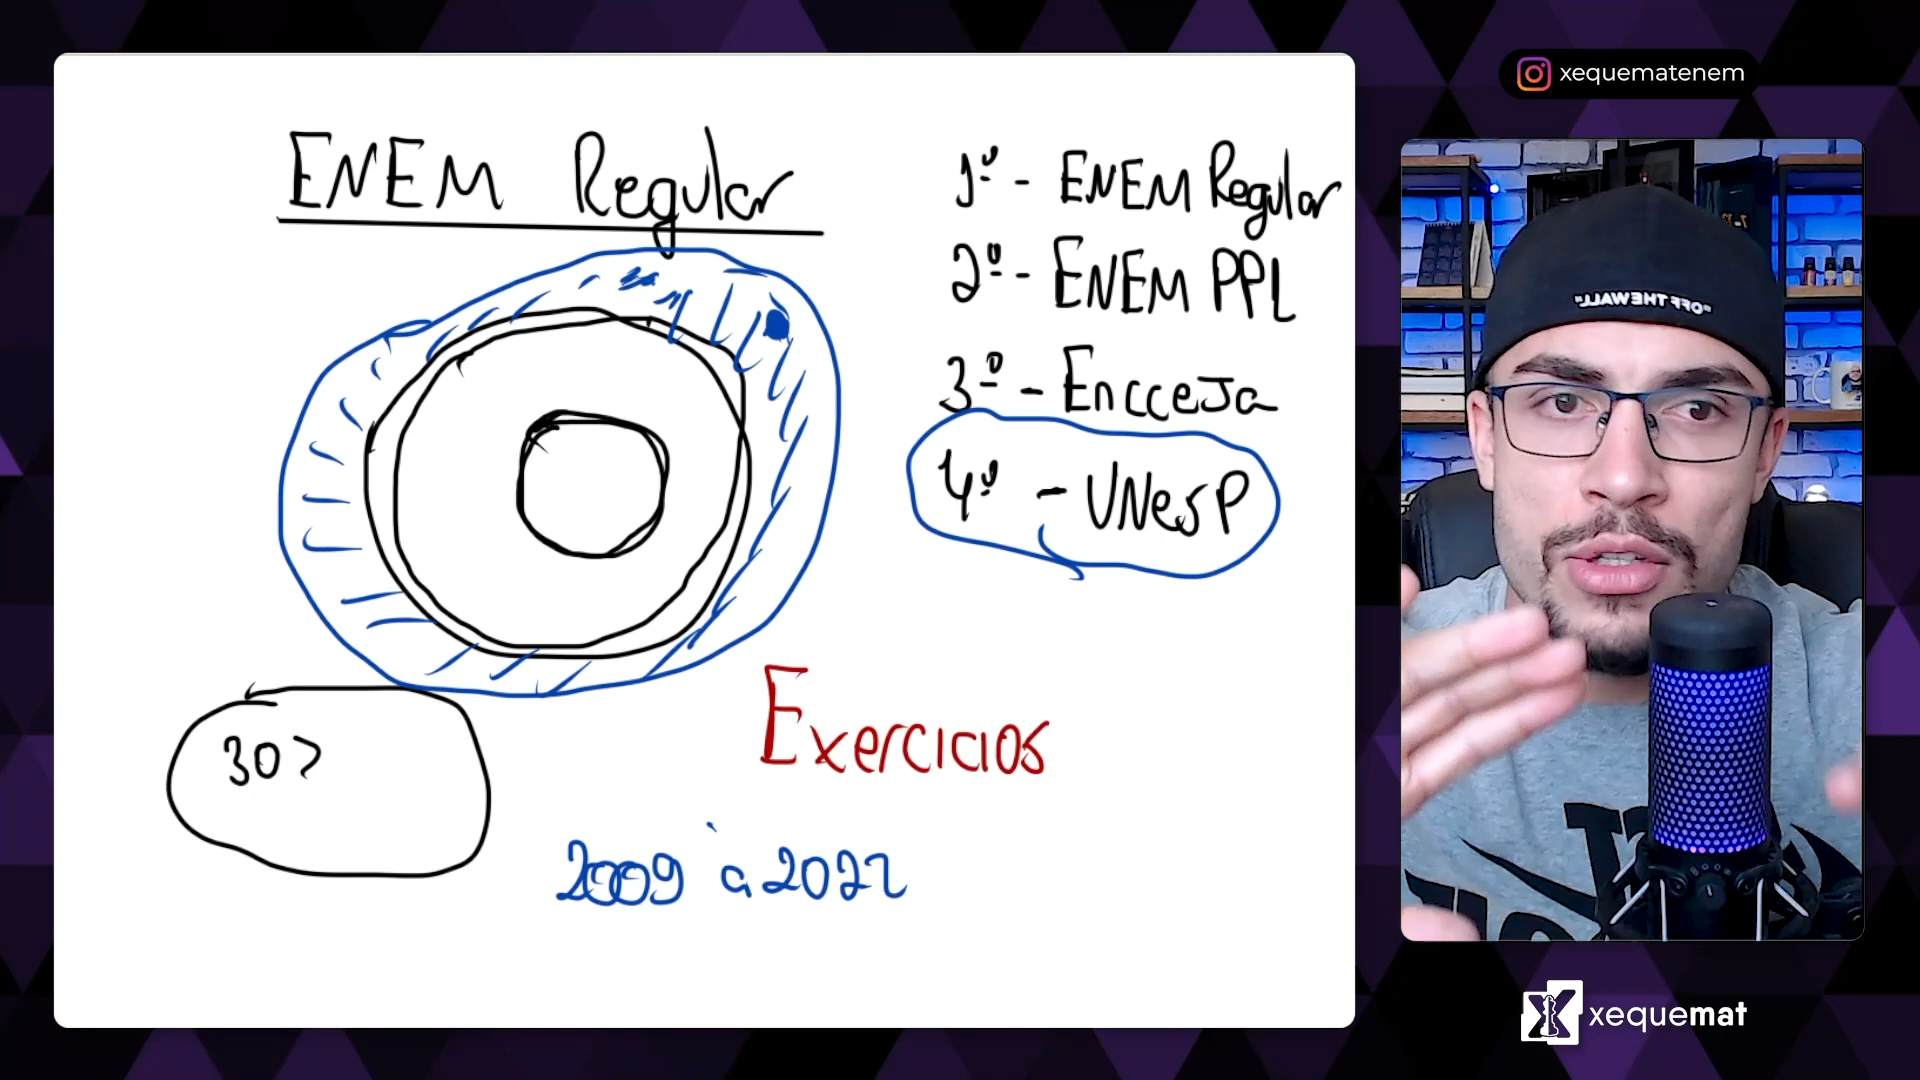 ENEM Regular
1º - ENEM Regular
2º - ENEM PPL
3º - Encceja
4º - UNesP
30>
Exercicios
2009 à 2022
xequematenem
"OFF THE WALL"
xequemat